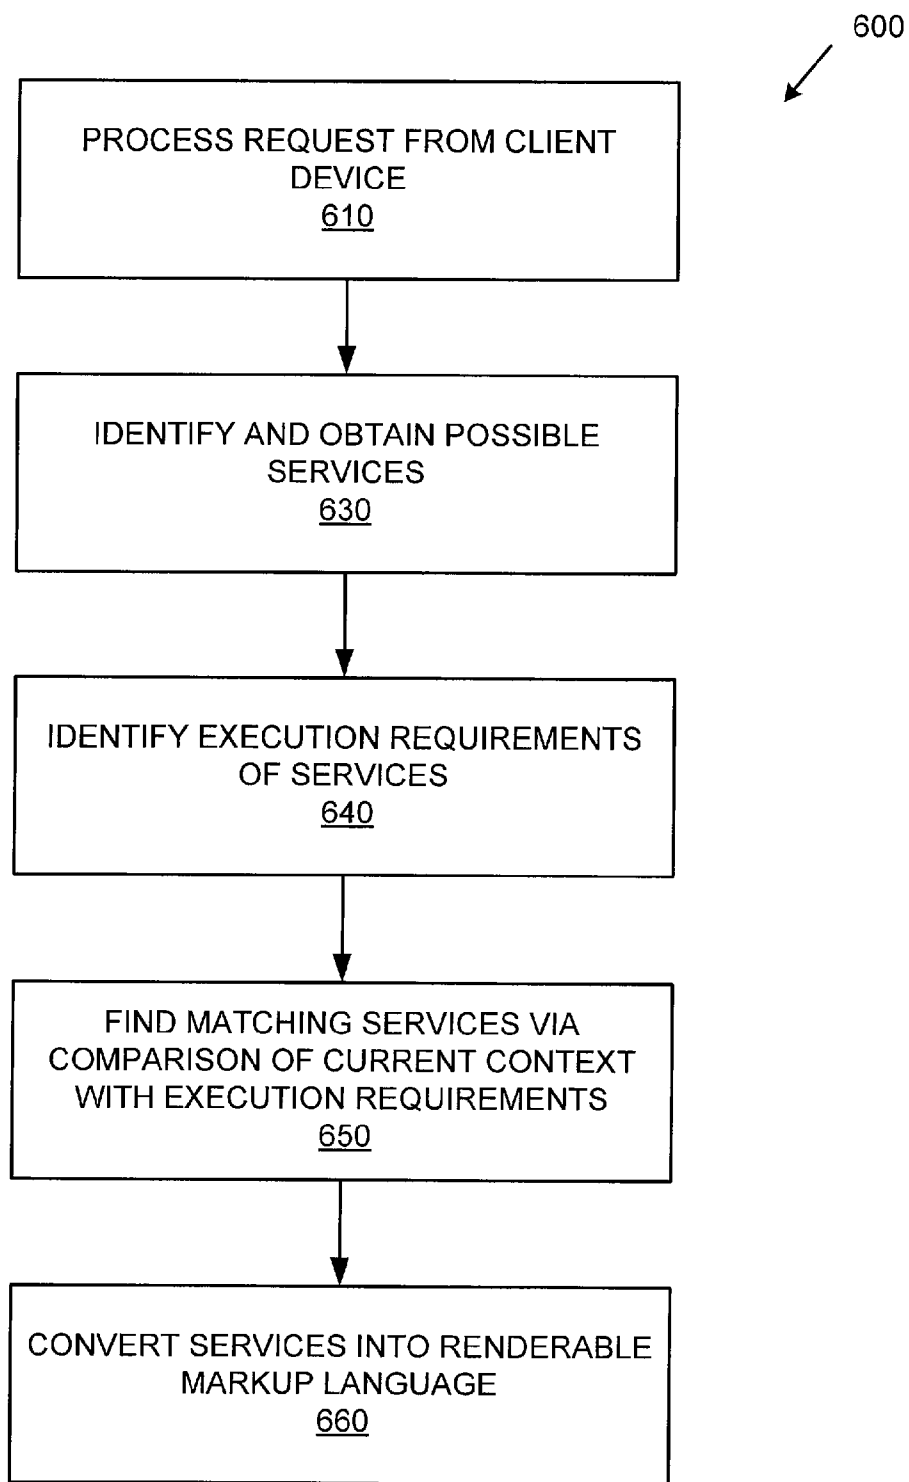 600
PROCESS REQUEST FROM CLIENT
DEVICE
610
IDENTIFY AND OBTAIN POSSIBLE
SERVICES
630
IDENTIFY EXECUTION REQUIREMENTS
OF SERVICES
640
FIND MATCHING SERVICES VIA
COMPARISON OF CURRENT CONTEXT
WITH EXECUTION REQUIREMENTS
650
CONVERT SERVICES INTO RENDERABLE
MARKUP LANGUAGE
660